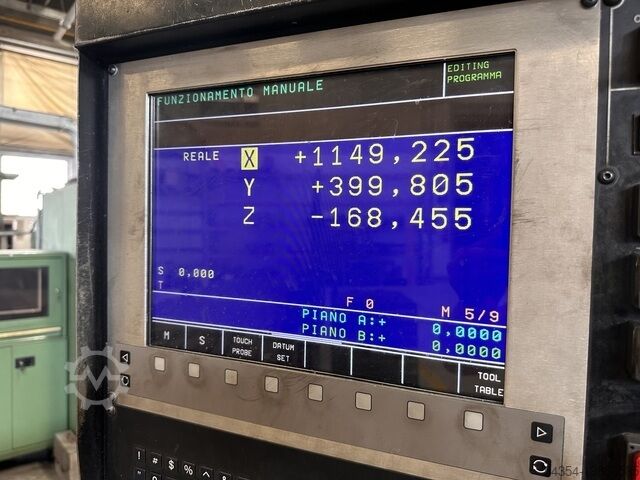 FUNZIONAMENTO MANUALE
EDITING
PROGRAMMA
REALE X +1149,225
Y +399,805
Z -168,455
S 0,000
T
F 0
M 5/9
PIANO A:+ 0,0000
PIANO B:+ 0,0000
M
S
TOUCH
PROBE
DATUM
SET
TOOL
TABLE
! # $ % ^ &